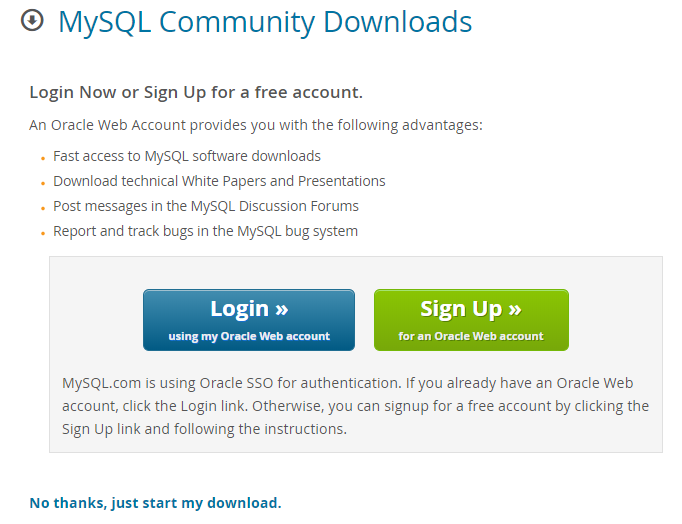 MySQL Community Downloads
Login Now or Sign Up for a free account.
An Oracle Web Account provides you with the following advantages:
Fast access to MySQL software downloads
Download technical White Papers and Presentations
Post messages in the MySQL Discussion Forums
Report and track bugs in the MySQL bug system
Login »
using my Oracle Web account
Sign Up »
for an Oracle Web account
MySQL.com is using Oracle SSO for authentication. If you already have an Oracle Web
account, click the Login link. Otherwise, you can signup for a free account by clicking the
Sign Up link and following the instructions.
No thanks, just start my download.